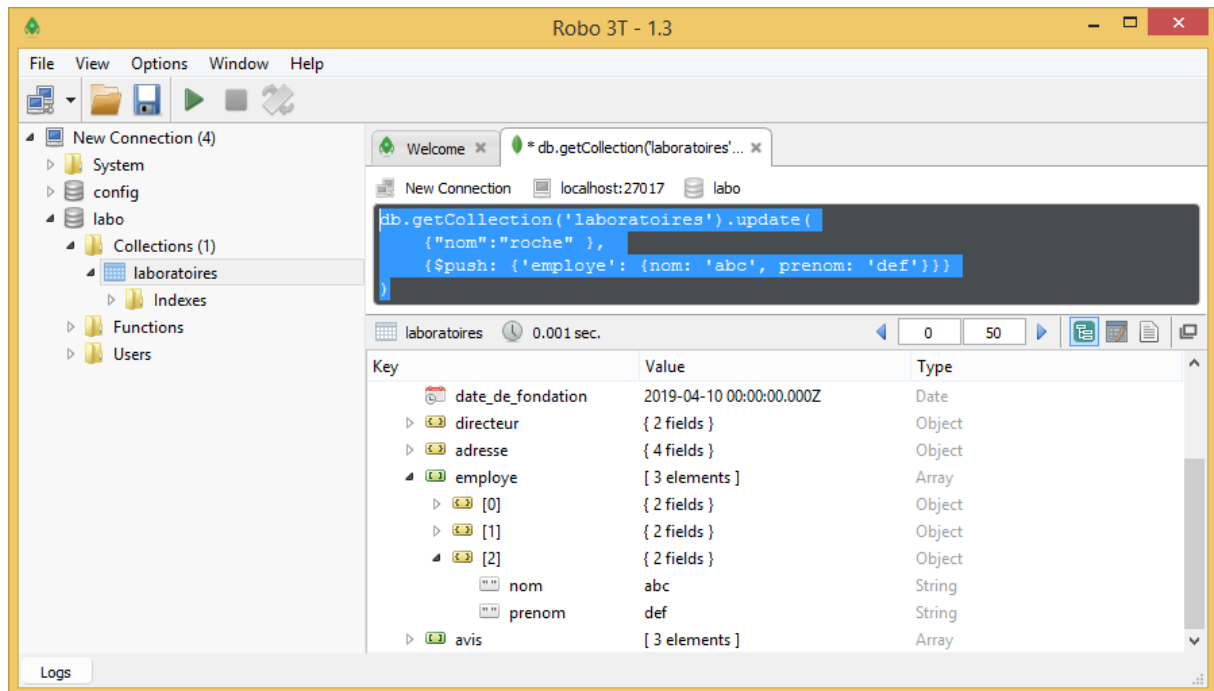 Robo 3T - 1.3
File View Options Window Help
New Connection (4)
System
config
labo
Collections (1)
laboratoires
Indexes
Functions
Users
Welcome
* db.getCollection('laboratoires'...
New Connection localhost:27017 labo
db.getCollection('laboratoires').update(
{"nom":"roche" },
{$push: {'employe': {nom: 'abc', prenom: 'def'}}}
)
laboratoires 0.001 sec. 0 50
Key Value Type
date_de_fondation 2019-04-10 00:00:00.000Z Date
directeur { 2 fields } Object
adresse { 4 fields } Object
employe [ 3 elements ] Array
[0] { 2 fields } Object
[1] { 2 fields } Object
[2] { 2 fields } Object
nom abc String
prenom def String
avis [ 3 elements ] Array
Logs